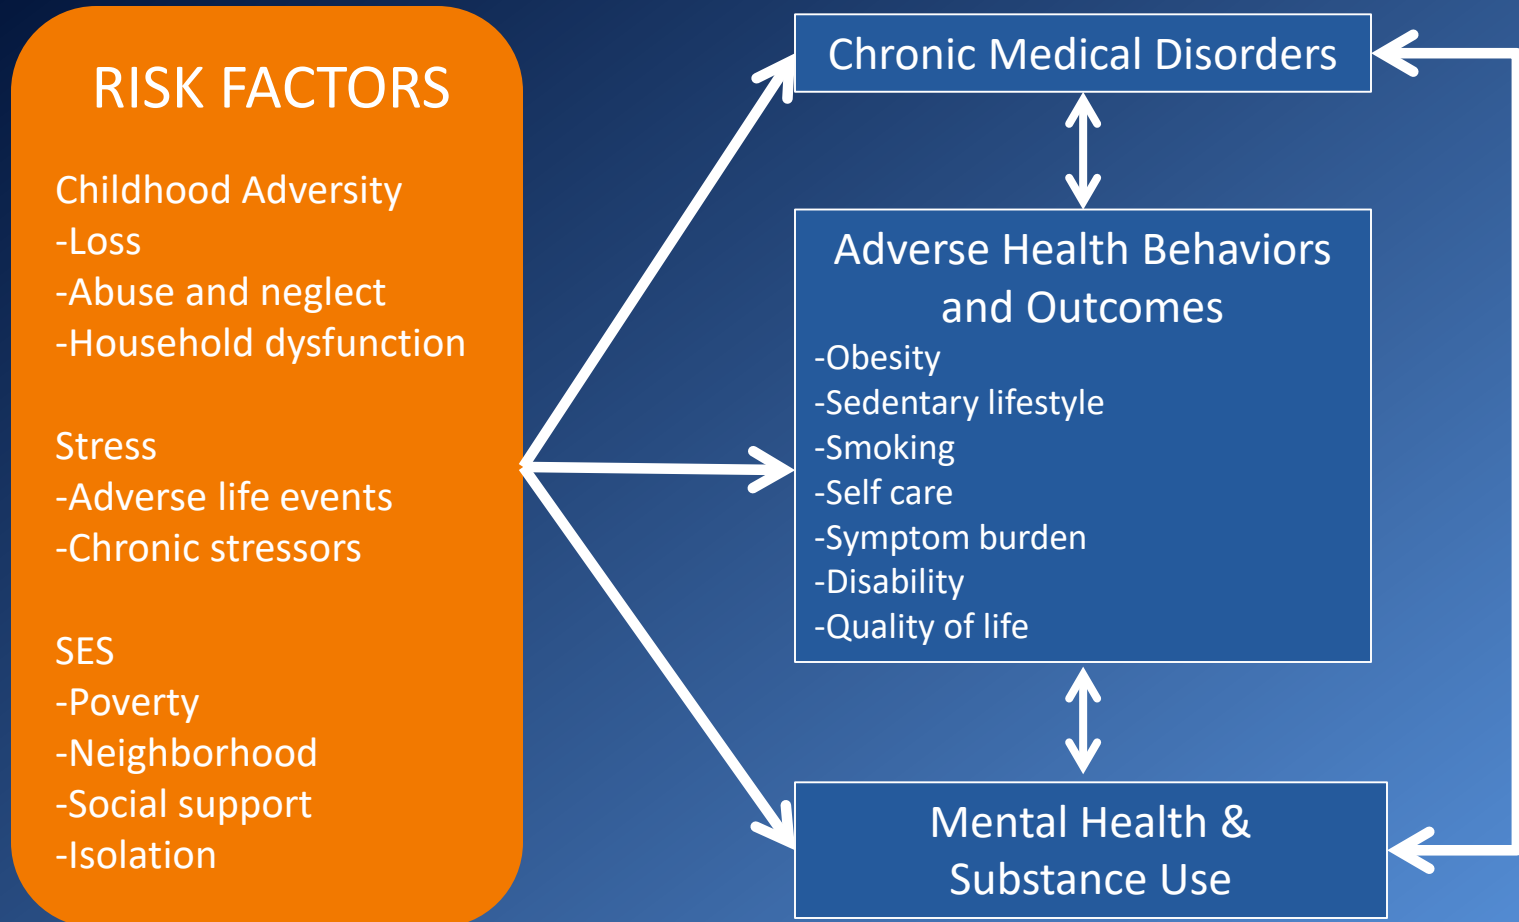 RISK FACTORS
Childhood Adversity
-Loss
-Abuse and neglect
-Household dysfunction
Stress
-Adverse life events
-Chronic stressors
SES
-Poverty
-Neighborhood
-Social support
-Isolation
Chronic Medical Disorders
Adverse Health Behaviors
and Outcomes
-Obesity
-Sedentary lifestyle
-Smoking
-Self care
-Symptom burden
-Disability
-Quality of life
Mental Health &
Substance Use